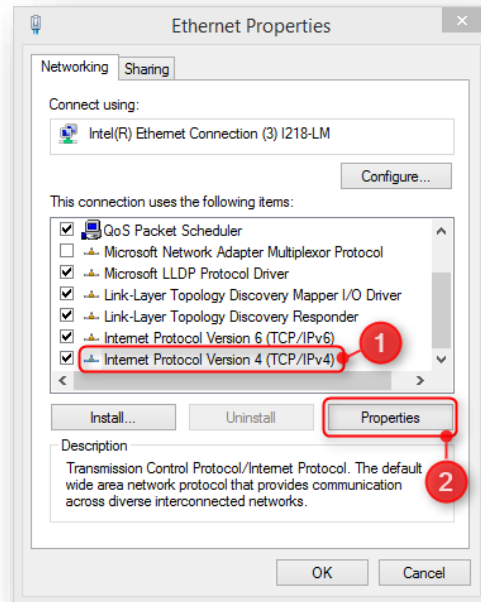 Ethernet Properties
Networking
Sharing
Connect using:
Intel(R) Ethernet Connection (3) I218-LM
Configure...
This connection uses the following items:
QoS Packet Scheduler
Microsoft Network Adapter Multiplexor Protocol
Microsoft LLDP Protocol Driver
Link-Layer Topology Discovery Mapper I/O Driver
Link-Layer Topology Discovery Responder
Internet Protocol Version 6 (TCP/IPv6)
Internet Protocol Version 4 (TCP/IPv4)
1
Install...
Uninstall
Properties
2
Description
Transmission Control Protocol/Internet Protocol. The default
wide area network protocol that provides communication
across diverse interconnected networks.
OK
Cancel